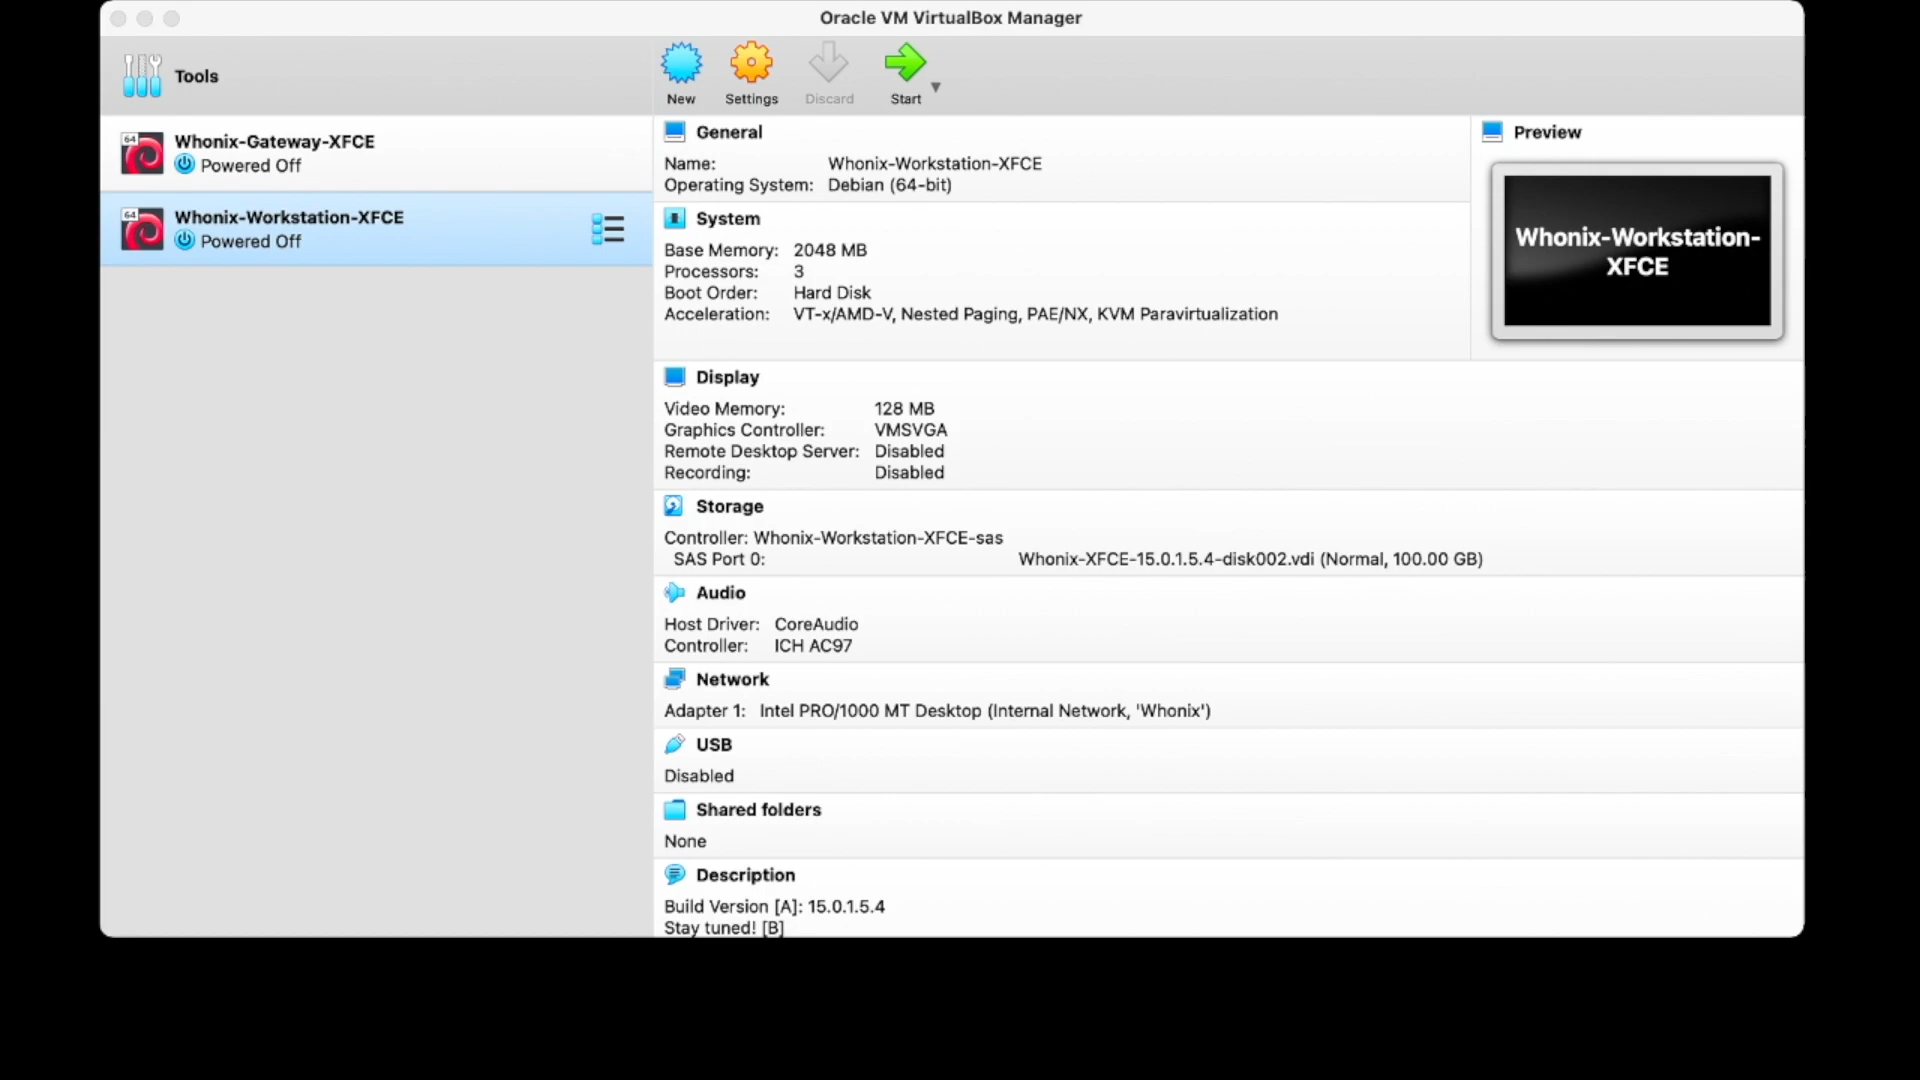 Oracle VM VirtualBox Manager
Tools
New
Settings
Discard
Start
64
Whonix-Gateway-XFCE
Powered Off
64
Whonix-Workstation-XFCE
Powered Off
General
Name: Whonix-Workstation-XFCE
Operating System: Debian (64-bit)
System
Base Memory: 2048 MB
Processors: 3
Boot Order: Hard Disk
Acceleration: VT-x/AMD-V, Nested Paging, PAE/NX, KVM Paravirtualization
Preview
Whonix-Workstation-
XFCE
Display
Video Memory: 128 MB
Graphics Controller: VMSVGA
Remote Desktop Server: Disabled
Recording: Disabled
Storage
Controller: Whonix-Workstation-XFCE-sas
SAS Port 0: Whonix-XFCE-15.0.1.5.4-disk002.vdi (Normal, 100.00 GB)
Audio
Host Driver: CoreAudio
Controller: ICH AC97
Network
Adapter 1: Intel PRO/1000 MT Desktop (Internal Network, 'Whonix')
USB
Disabled
Shared folders
None
Description
Build Version [A]: 15.0.1.5.4
Stay tuned! [B]